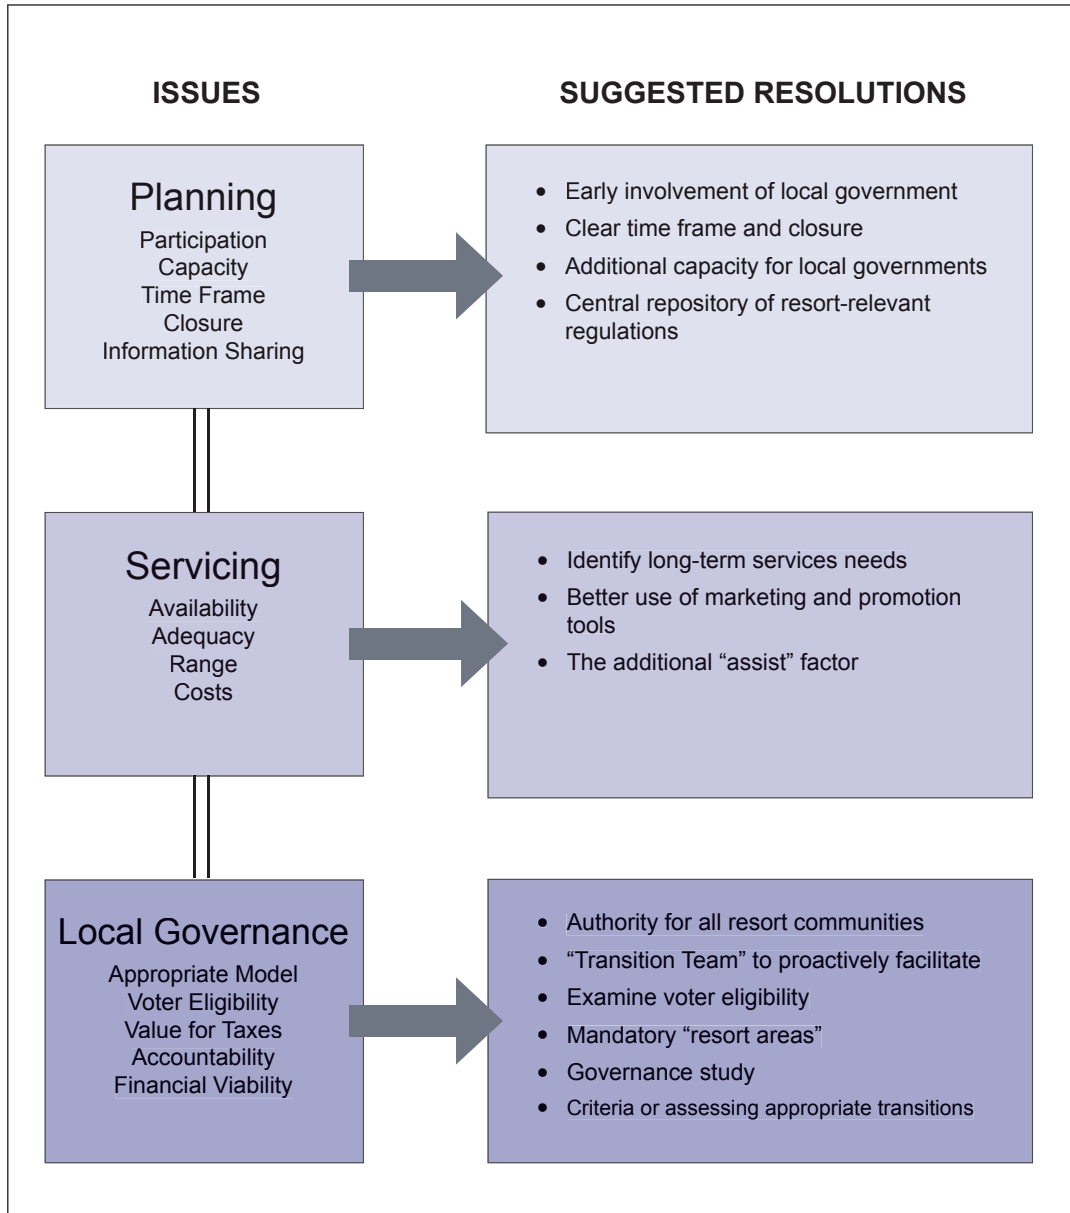 ISSUES
SUGGESTED RESOLUTIONS
Planning
Participation
Capacity
Time Frame
Closure
Information Sharing
• Early involvement of local government
• Clear time frame and closure
• Additional capacity for local governments
• Central repository of resort-relevant
regulations
Servicing
Availability
Adequacy
Range
Costs
• Identify long-term services needs
• Better use of marketing and promotion
tools
• The additional “assist” factor
Local Governance
Appropriate Model
Voter Eligibility
Value for Taxes
Accountability
Financial Viability
• Authority for all resort communities
• “Transition Team” to proactively facilitate
• Examine voter eligibility
• Mandatory “resort areas”
• Governance study
• Criteria or assessing appropriate transitions